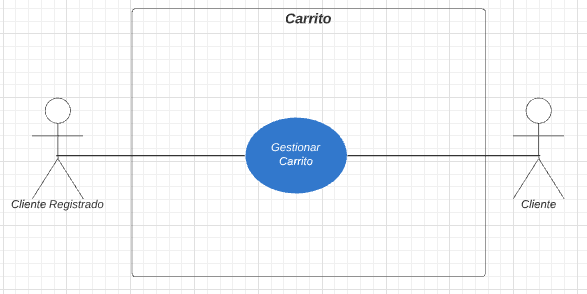 Carrito
Gestionar
Carrito
Cliente Registrado
Cliente